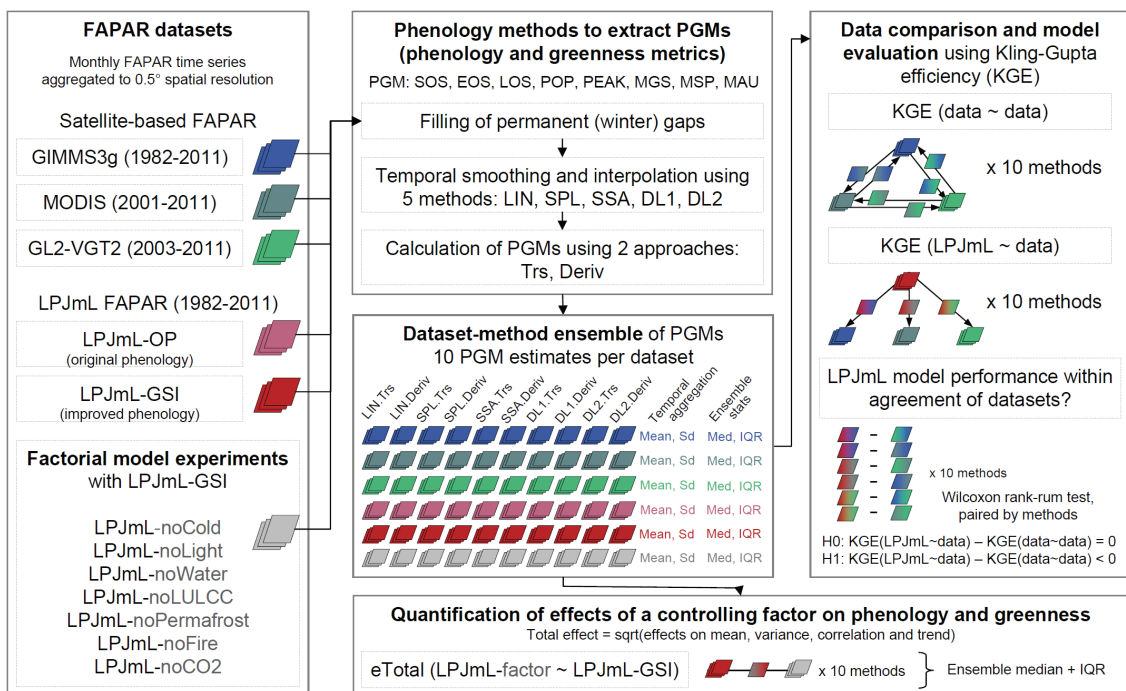 FAPAR datasets
Monthly FAPAR time series
aggregated to 0.5° spatial resolution
Satellite-based FAPAR
GIMMS3g (1982-2011)
MODIS (2001-2011)
GL2-VGT2 (2003-2011)
LPJmL FAPAR (1982-2011)
LPJmL-OP
(original phenology)
LPJmL-GSI
(improved phenology)
Factorial model experiments
with LPJmL-GSI
LPJmL-noCold
LPJmL-noLight
LPJmL-noWater
LPJmL-noLULCC
LPJmL-noPermafrost
LPJmL-noFire
LPJmL-noCO2
Phenology methods to extract PGMs
(phenology and greenness metrics)
PGM: SOS, EOS, LOS, POP, PEAK, MGS, MSP, MAU
Filling of permanent (winter) gaps
Temporal smoothing and interpolation using
5 methods: LIN, SPL, SSA, DL1, DL2
Calculation of PGMs using 2 approaches:
Trs, Deriv
Dataset-method ensemble of PGMs
10 PGM estimates per dataset
LIN.Trs
LIN.Deriv
SPL.Trs
SPL.Deriv
SSA.Trs
SSA.Deriv
DL1.Trs
DL1.Deriv
DL2.Trs
DL2.Deriv
Temporal
aggregation
Ensemble
stats
Mean, Sd Med, IQR
Mean, Sd Med, IQR
Mean, Sd Med, IQR
Mean, Sd Med, IQR
Mean, Sd Med, IQR
Mean, Sd Med, IQR
Data comparison and model
evaluation using Kling-Gupta
efficiency (KGE)
KGE (data ~ data)
x 10 methods
KGE (LPJmL ~ data)
x 10 methods
LPJmL model performance within
agreement of datasets?
–
–
–
–
–
–
x 10 methods
Wilcoxon rank-rum test,
paired by methods
H0: KGE(LPJmL~data) – KGE(data~data) = 0
H1: KGE(LPJmL~data) – KGE(data~data) < 0
Quantification of effects of a controlling factor on phenology and greenness
Total effect = sqrt(effects on mean, variance, correlation and trend)
eTotal (LPJmL-factor ~ LPJmL-GSI)
x 10 methods
Ensemble median + IQR